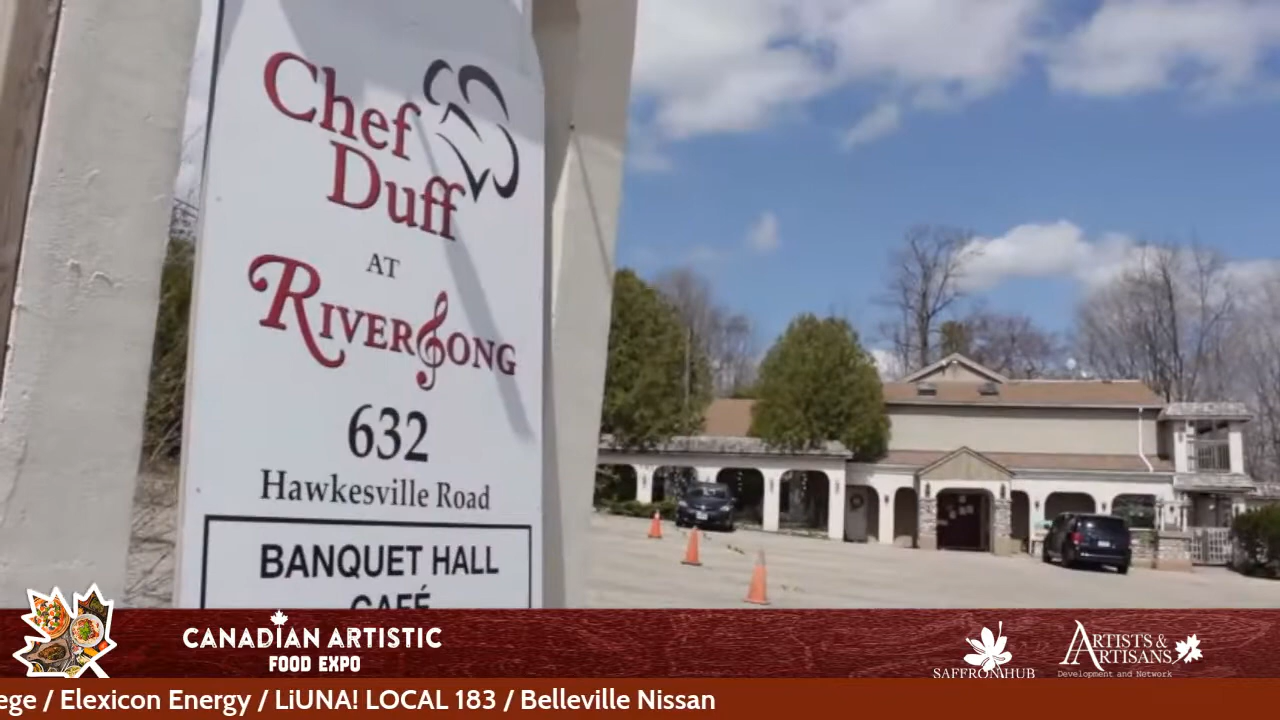 Chef
Duff
AT
RIVERSONG
632
Hawkesville Road
BANQUET HALL
CAFÉ
CANADIAN ARTISTIC
FOOD EXPO
SAFFRON HUB
ARTISTS &
ARTISANS
Development and Network
ege / Elexicon Energy / LiUNA! LOCAL 183 / Belleville Nissan